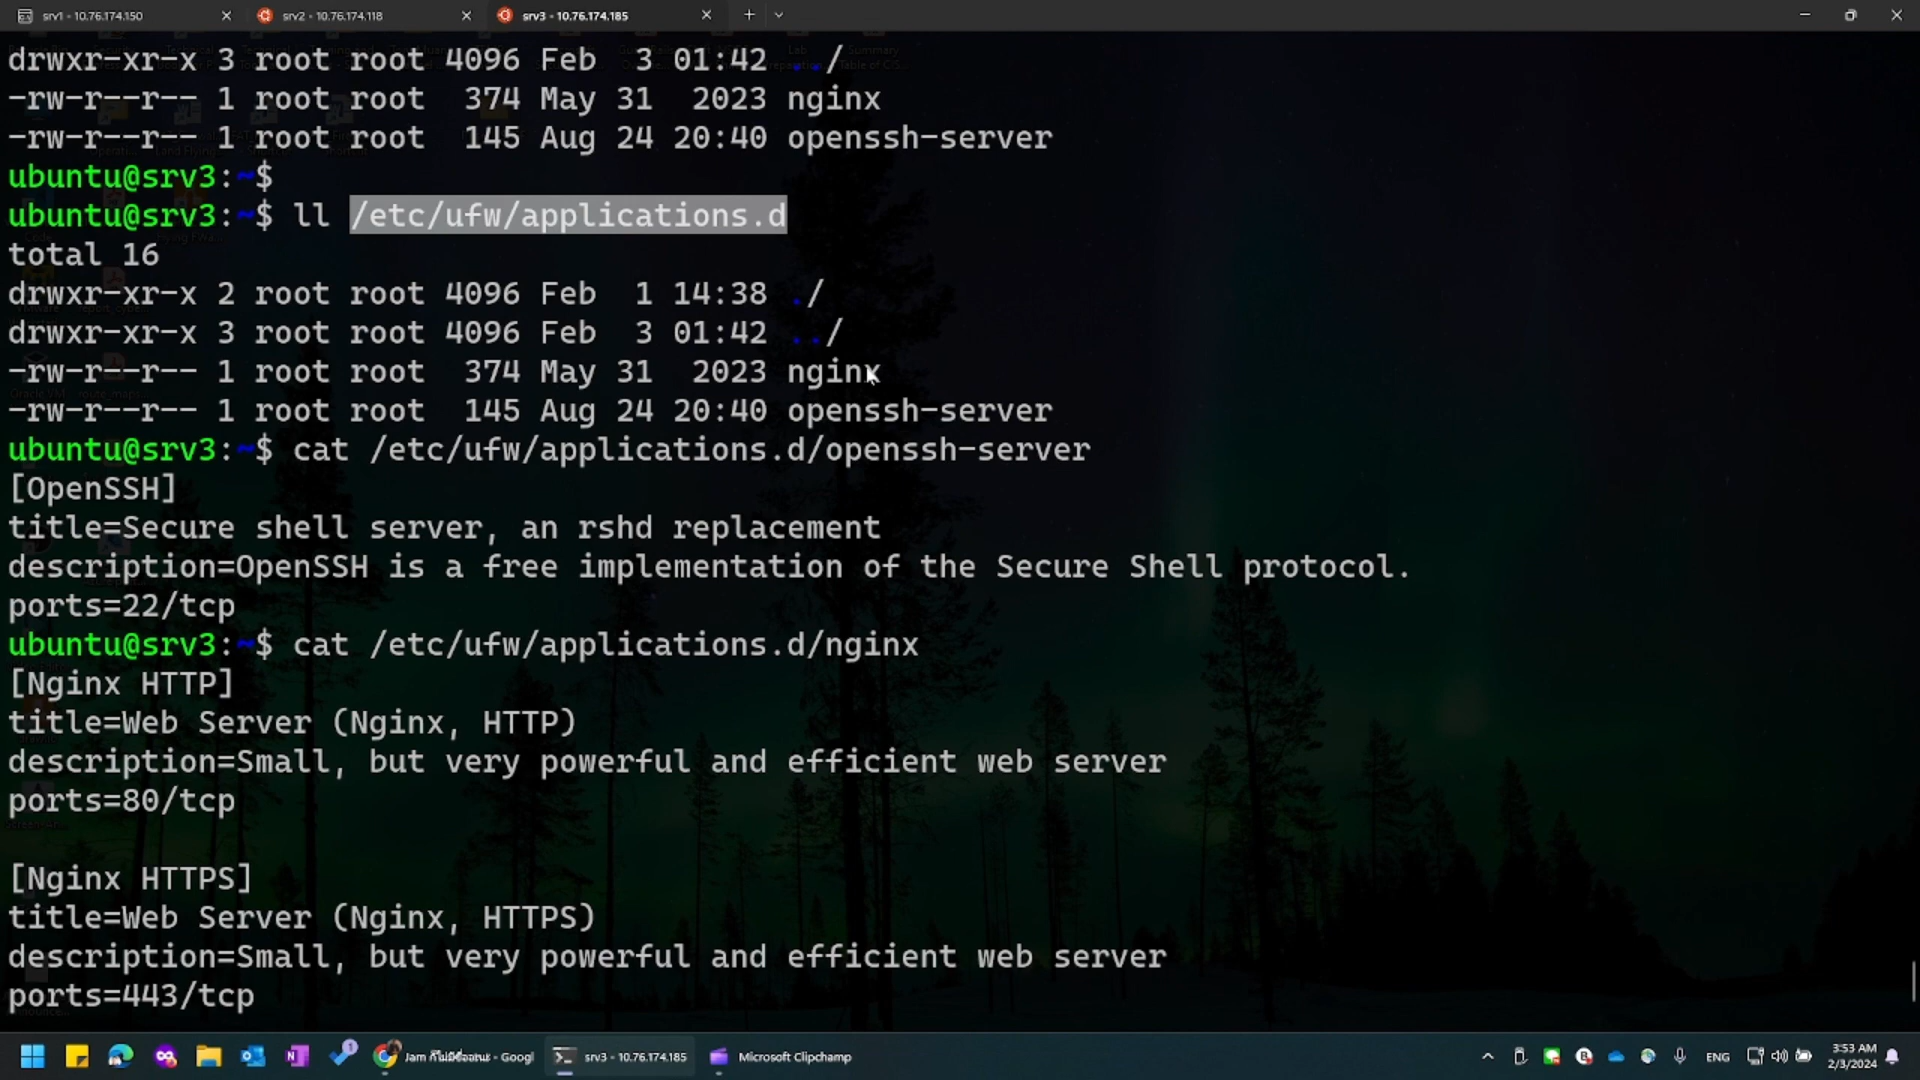 srv1 - 10.76.174.150
srv2 - 10.76.174.118
srv3 - 10.76.174.185
drwxr-xr-x 3 root root 4096 Feb  3 01:42 ../
-rw-r--r-- 1 root root  374 May 31  2023 nginx
-rw-r--r-- 1 root root  145 Aug 24 20:40 openssh-server
ubuntu@srv3:~$
ubuntu@srv3:~$ ll /etc/ufw/applications.d
total 16
drwxr-xr-x 2 root root 4096 Feb  1 14:38 ./
drwxr-xr-x 3 root root 4096 Feb  3 01:42 ../
-rw-r--r-- 1 root root  374 May 31  2023 nginx
-rw-r--r-- 1 root root  145 Aug 24 20:40 openssh-server
ubuntu@srv3:~$ cat /etc/ufw/applications.d/openssh-server
[OpenSSH]
title=Secure shell server, an rshd replacement
description=OpenSSH is a free implementation of the Secure Shell protocol.
ports=22/tcp
ubuntu@srv3:~$ cat /etc/ufw/applications.d/nginx
[Nginx HTTP]
title=Web Server (Nginx, HTTP)
description=Small, but very powerful and efficient web server
ports=80/tcp
[Nginx HTTPS]
title=Web Server (Nginx, HTTPS)
description=Small, but very powerful and efficient web server
ports=443/tcp
Jam - Googl
srv3 - 10.76.174.185
Microsoft Clipchamp
ENG
3:53 AM
2/3/2024